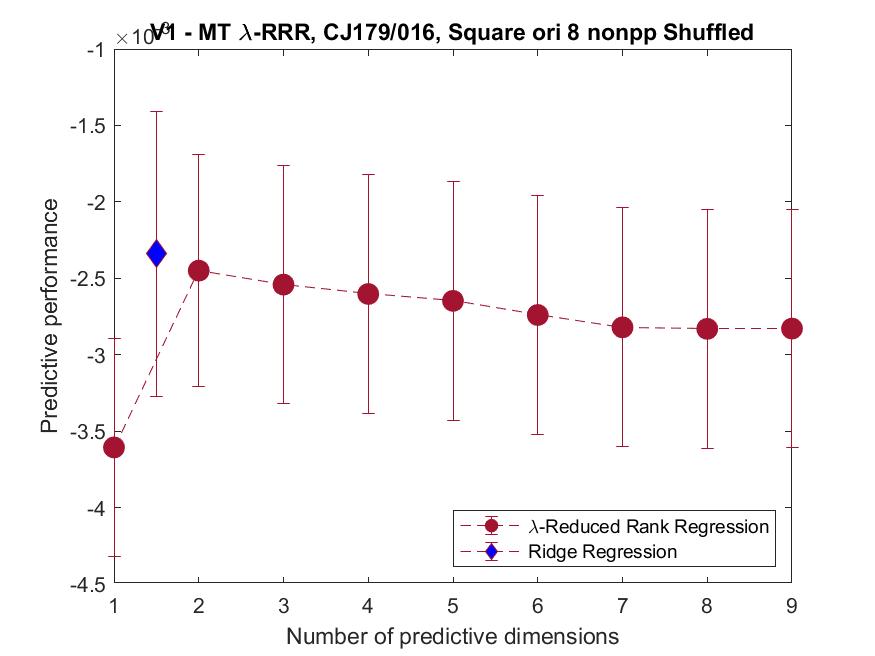 ×10
V1 - MT λ-RRR, CJ179/016, Square ori 8 nonpp Shuffled
-1
-1.5
-2
-2.5
-3
-3.5
-4
-4.5
Predictive performance
λ-Reduced Rank Regression
Ridge Regression
1 2 3 4 5 6 7 8 9
Number of predictive dimensions